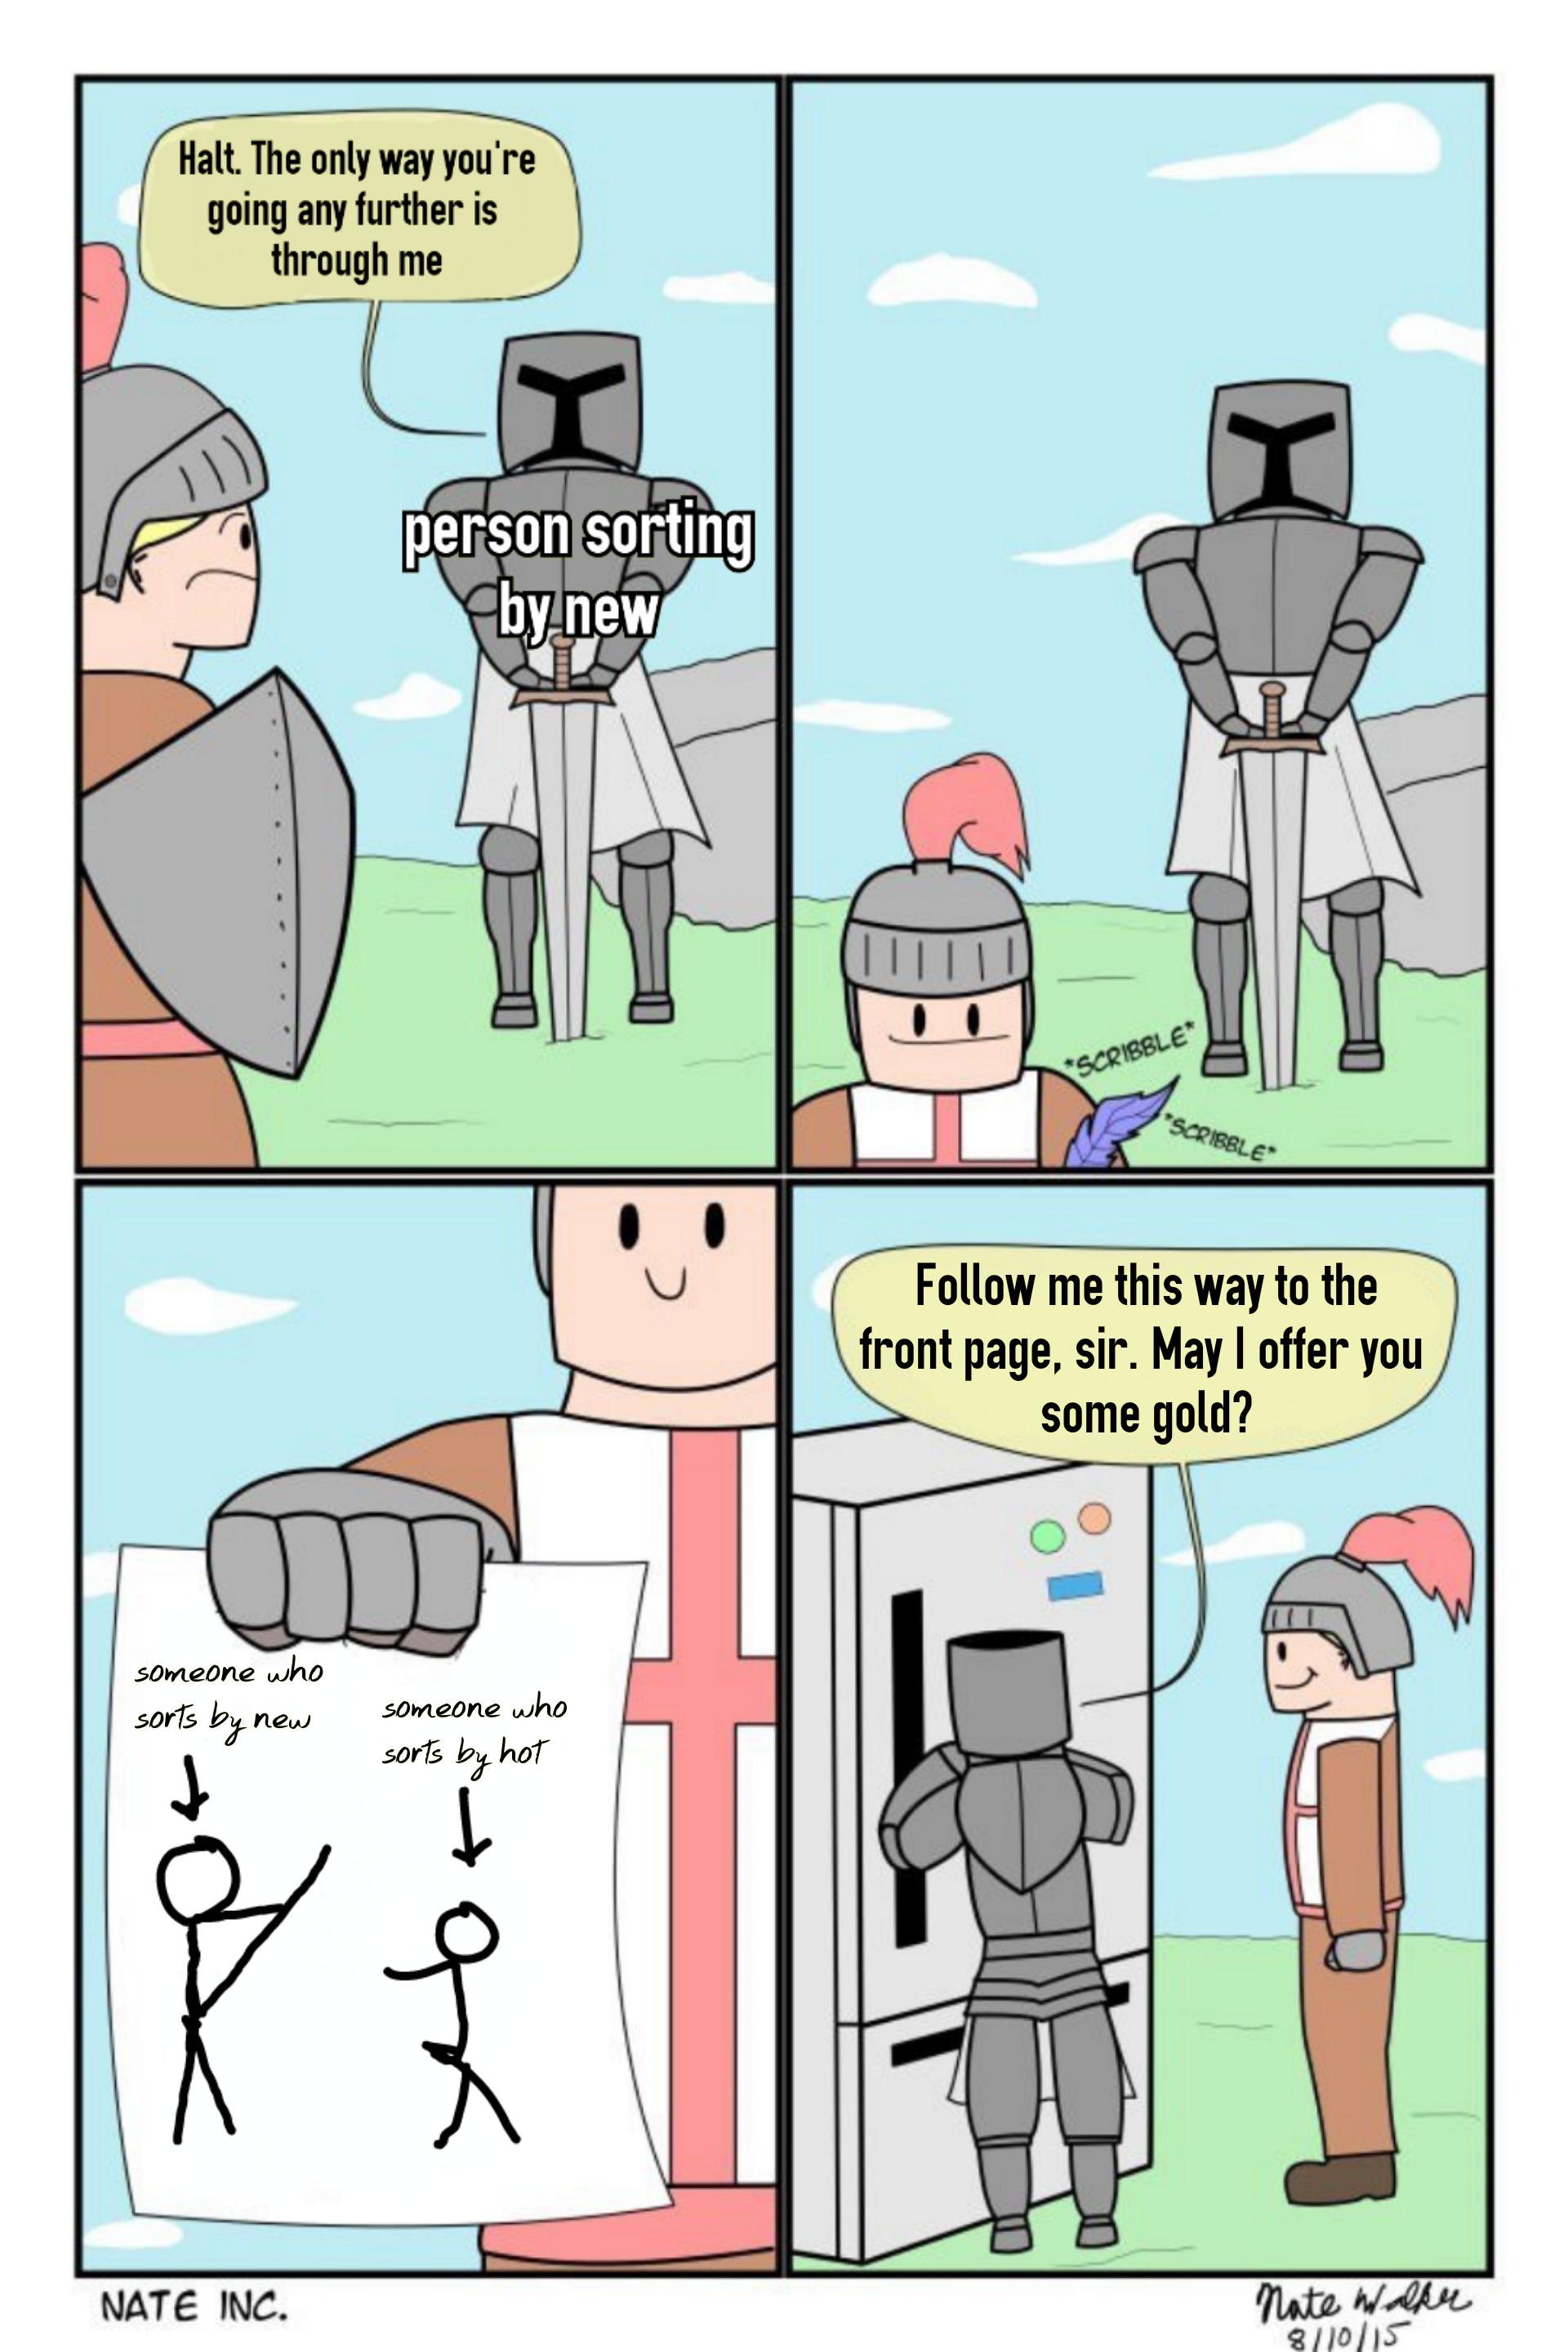 Halt. The only way you're
going any further is
through me
person sorting
by new
*SCRIBBLE*
*SCRIBBLE*
someone who
sorts by new
someone who
sorts by hot
Follow me this way to the
front page, sir. May I offer you
some gold?
NATE INC.
Nate Walker
8/10/15